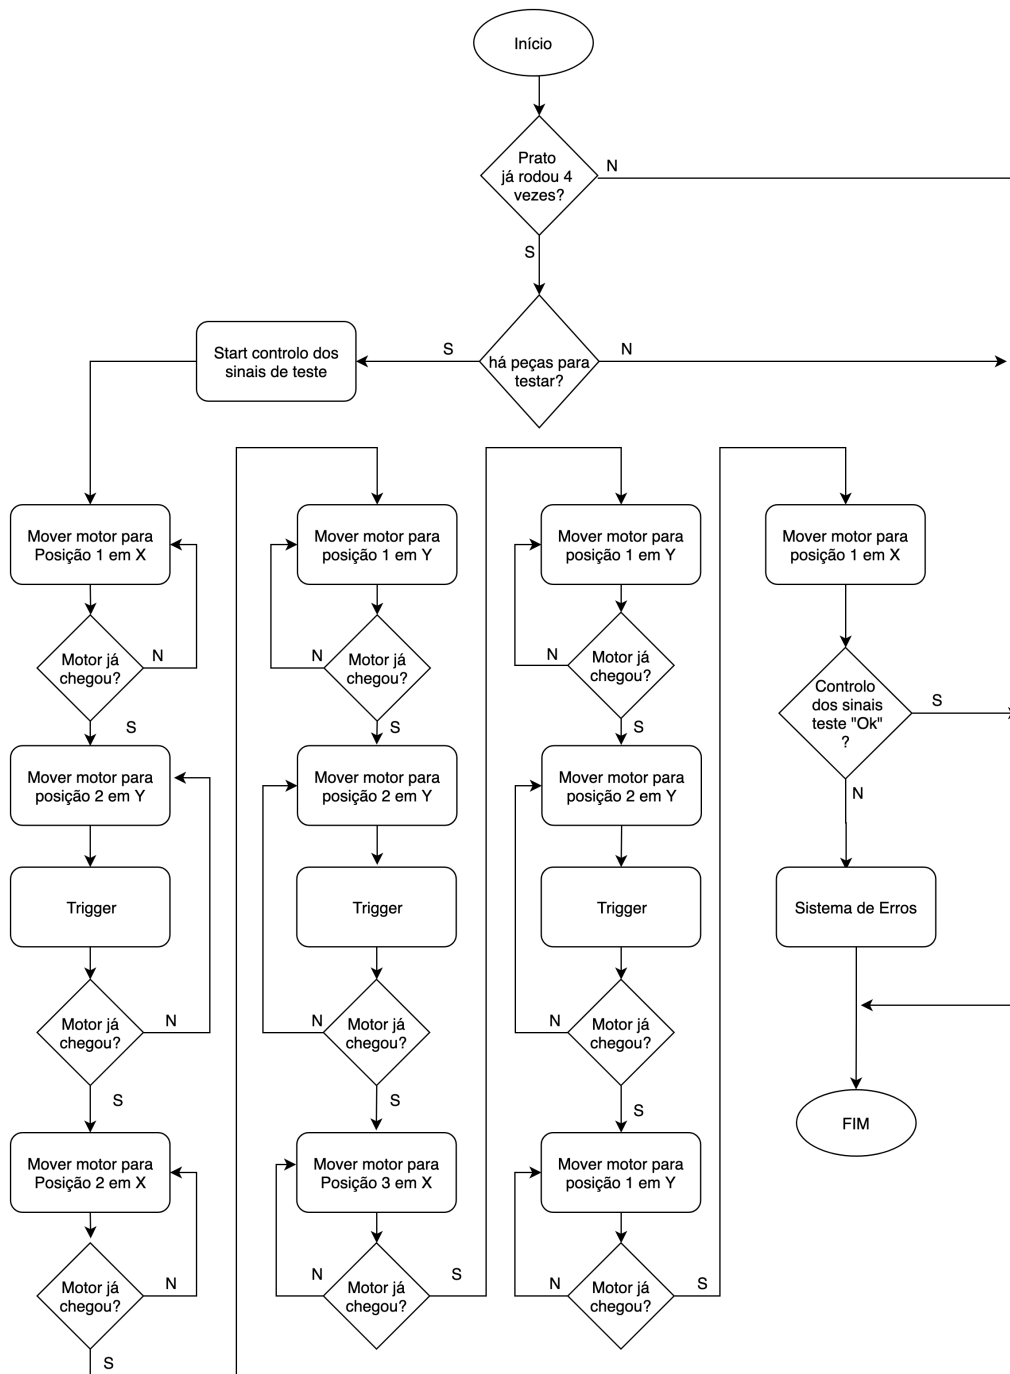 Início
Prato
já rodou 4
vezes?
N
S
há peças para
testar?
S
N
Start controlo dos
sinais de teste
Mover motor para
Posição 1 em X
Motor já
chegou?
N
S
Mover motor para
posição 2 em Y
Trigger
Motor já
chegou?
N
S
Mover motor para
Posição 2 em X
Motor já
chegou?
N
S
Mover motor para
posição 1 em Y
Motor já
chegou?
N
S
Mover motor para
posição 2 em Y
Trigger
Motor já
chegou?
N
S
Mover motor para
Posição 3 em X
Motor já
chegou?
N
S
Mover motor para
posição 1 em Y
Motor já
chegou?
N
S
Mover motor para
posição 2 em Y
Trigger
Motor já
chegou?
N
S
Mover motor para
posição 1 em Y
Motor já
chegou?
N
S
Mover motor para
posição 1 em X
Controlo
dos sinais
teste "Ok"
?
S
N
Sistema de Erros
FIM